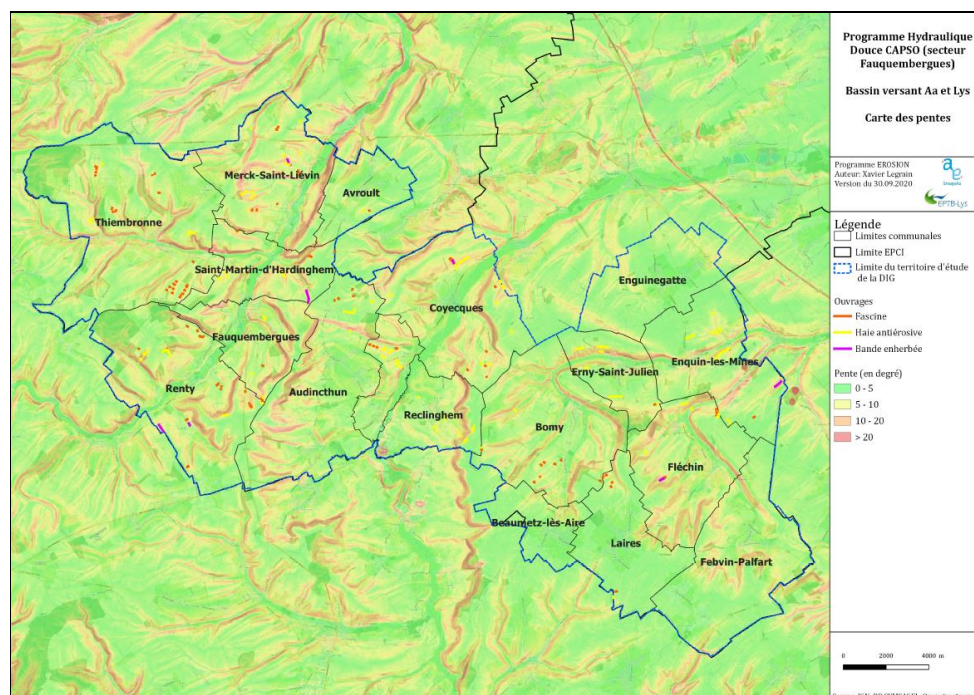 Programme Hydraulique
Douce CAPSO (secteur
Fauquembergues)
Bassin versant Aa et Lys
Carte des pentes
Programme EROSION
Auteur: Xavier Legrain
Version du 30.09.2020
EPTB-Lys
Légende
Limites communales
Limite EPCI
Limite du territoire d'étude
de la DIG
Ouvrages
Fascine
Haie antiérosive
Bande enherbée
Pente (en degré)
0 - 5
5 - 10
10 - 20
> 20
0 2000 4000 m
Merck-Saint-Liévin
Avroult
Thiembronne
Saint-Martin-d'Hardinghem
Enguinegatte
Coyecques
Fauquembergues
Enquin-les-Mines
Erny-Saint-Julien
Renty
Audincthun
Reclinghem
Bomy
Fléchin
Beaumetz-lès-Aire
Laires
Febvin-Palfart